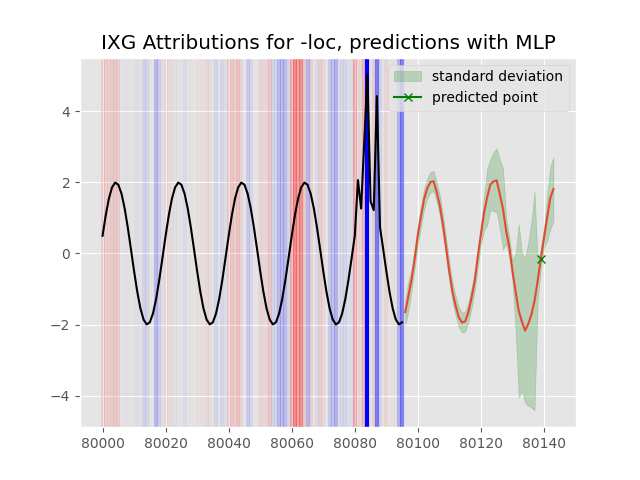 IXG Attributions for -loc, predictions with MLP
standard deviation
predicted point
4
2
0
−2
−4
80000 80020 80040 80060 80080 80100 80120 80140